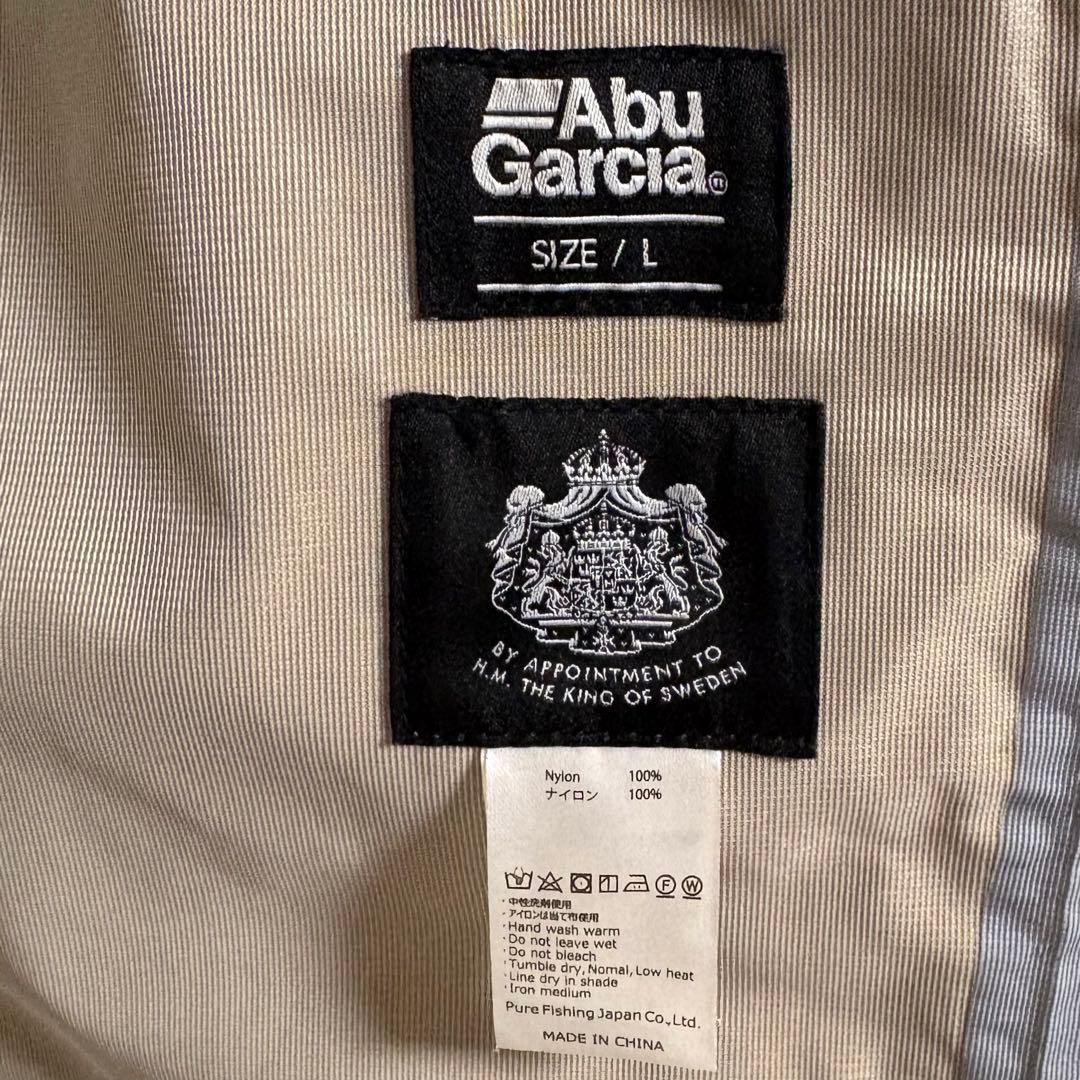 Abu
Garcia®
SIZE / L
BY APPOINTMENT TO
H.M. THE KING OF SWEDEN
Nylon 100%
ナイロン 100%
F W
・中性洗剤使用
・アイロンは当て布使用
・Hand wash warm
・Do not leave wet
・Do not bleach
・Tumble dry, Nomal, Low heat
・Line dry in shade
・Iron medium
Pure Fishing Japan Co., Ltd.
MADE IN CHINA